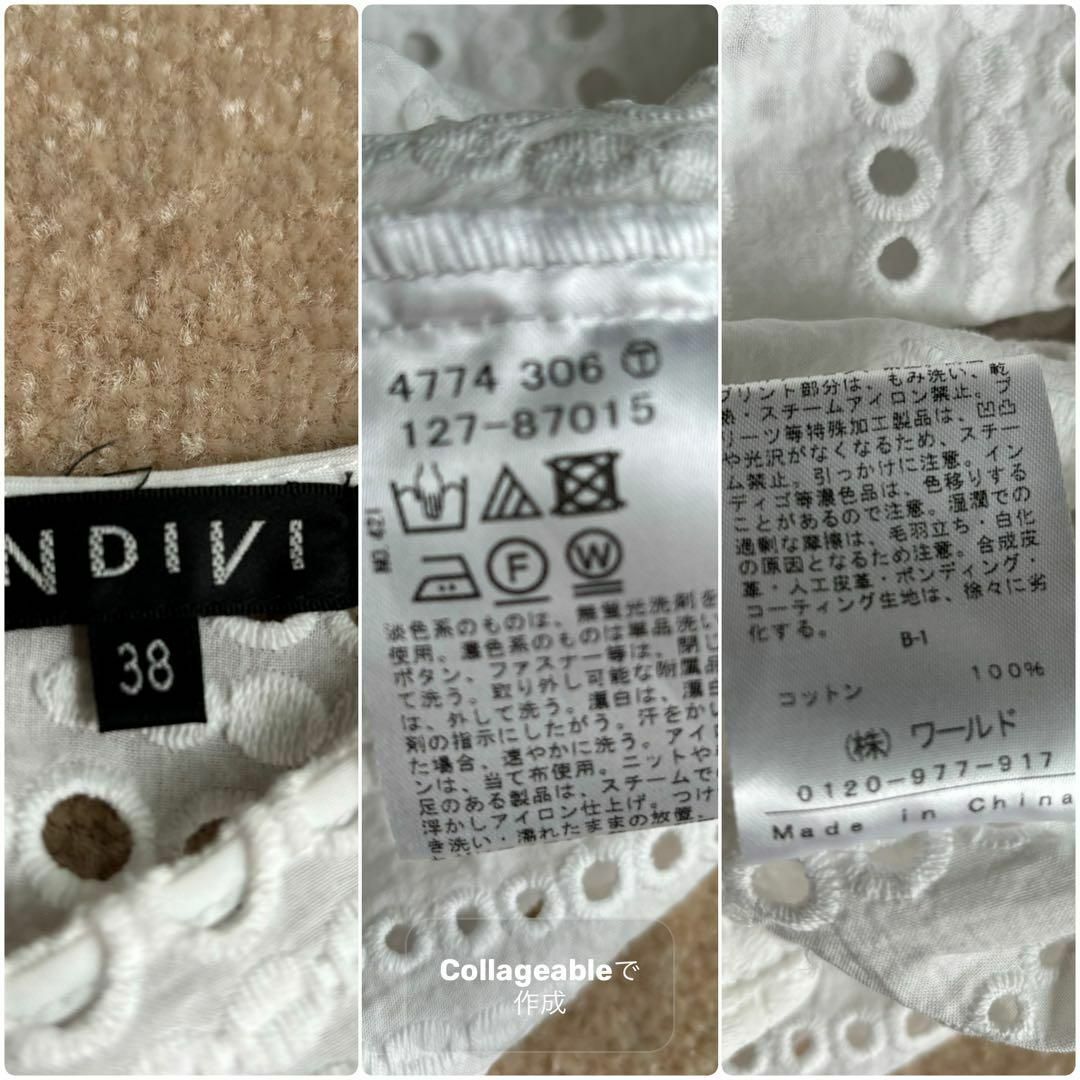 NDIVI
38
4774 306 Ⓣ
127-87015
NO. 421
F
W
淡色系のものは、無蛍光洗剤を
使用。濃色系のものは単品洗い
ボタン、ファスナー等は、閉じ
て洗う。取り外し可能な附属品
は、外して洗う。漂白は、漂白
剤の指示にしたがう。汗をかい
た場合、速やかに洗う。アイロ
ンは、当て布使用。ニットや
足のある製品は、スチームで
浮かしアイロン仕上げ。つけ
き洗い・濡れたままの放置、
プリント部分は、もみ洗い、乾
熱・スチームアイロン禁止。プ
リーツ等特殊加工製品は、凹凸
や光沢がなくなるため、スチー
ム禁止。引っかけに注意。イン
ディゴ等濃色品は、色移りする
ことがあるので注意。湿潤での
過剰な摩擦は、毛羽立ち・白化
の原因となるため注意。合成皮
革・人工皮革・ボンディング・
コーティング生地は、徐々に劣
化する。
B-1
コットン 100%
㈱ ワールド
0120-977-917
Made in China
Collageableで
作成